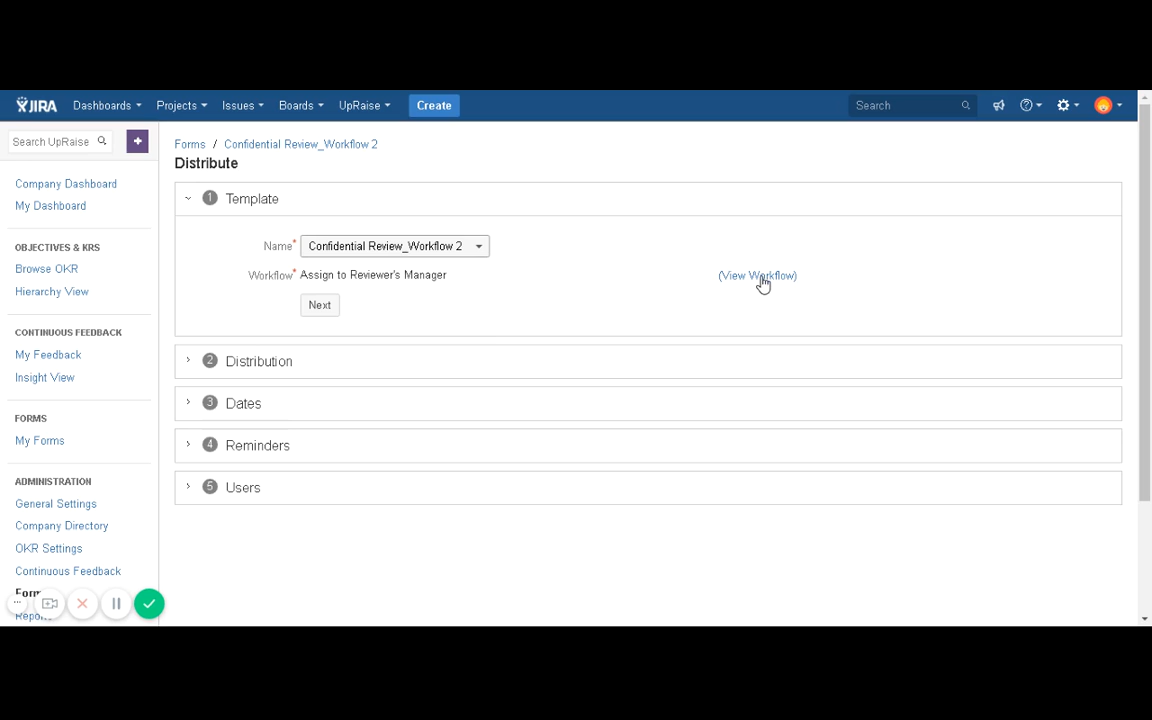 JIRA Dashboards Projects Issues Boards UpRaise Create Search
Search UpRaise +
Forms / Confidential Review_Workflow 2
Distribute
1 Template
Name* Confidential Review_Workflow 2
Workflow* Assign to Reviewer's Manager (View Workflow)
Next
2 Distribution
3 Dates
4 Reminders
5 Users
Company Dashboard
My Dashboard
OBJECTIVES & KRS
Browse OKR
Hierarchy View
CONTINUOUS FEEDBACK
My Feedback
Insight View
FORMS
My Forms
ADMINISTRATION
General Settings
Company Directory
OKR Settings
Continuous Feedback